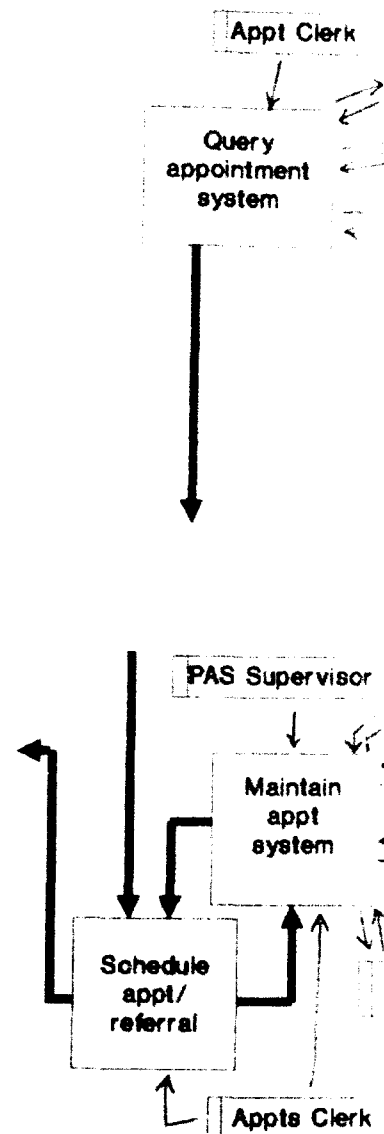 Appt Clerk
Query
appointment
system
PAS Supervisor
Maintain
appt
system
Schedule
appt/
referral
Appts Clerk